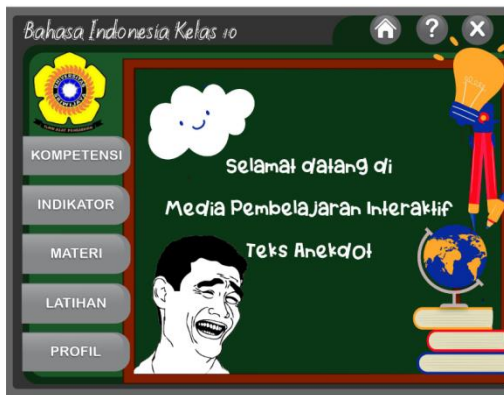 Bahasa Indonesia Kelas 10
?
X
KOMPETENSI
INDIKATOR
MATERI
LATIHAN
PROFIL
Selamat datang di
Media Pembelajaran Interaktif
Teks Anekdot